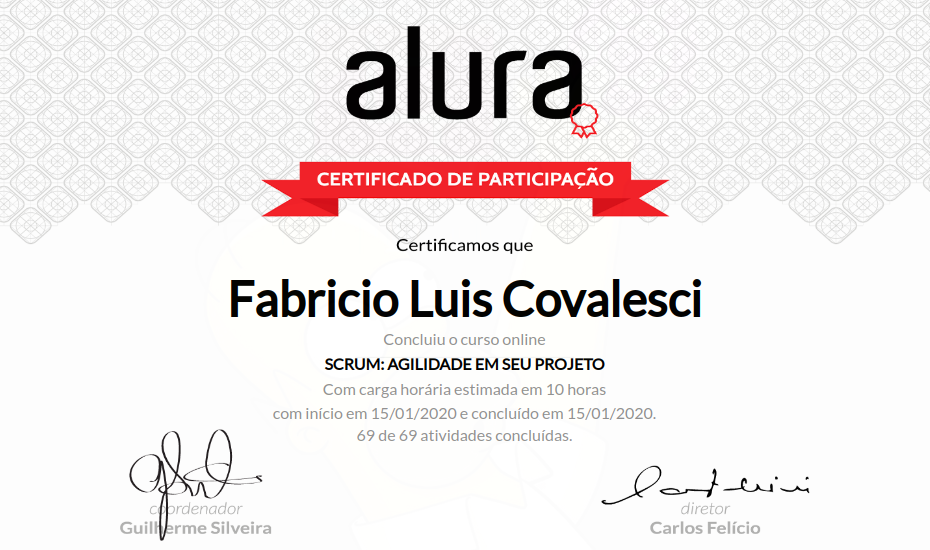 alura
CERTIFICADO DE PARTICIPAÇÃO
Certificamos que
Fabricio Luis Covalesci
Concluiu o curso online
SCRUM: AGILIDADE EM SEU PROJETO
Com carga horária estimada em 10 horas
com início em 15/01/2020 e concluído em 15/01/2020.
69 de 69 atividades concluídas.
coordenador
Guilherme Silveira
diretor
Carlos Felício